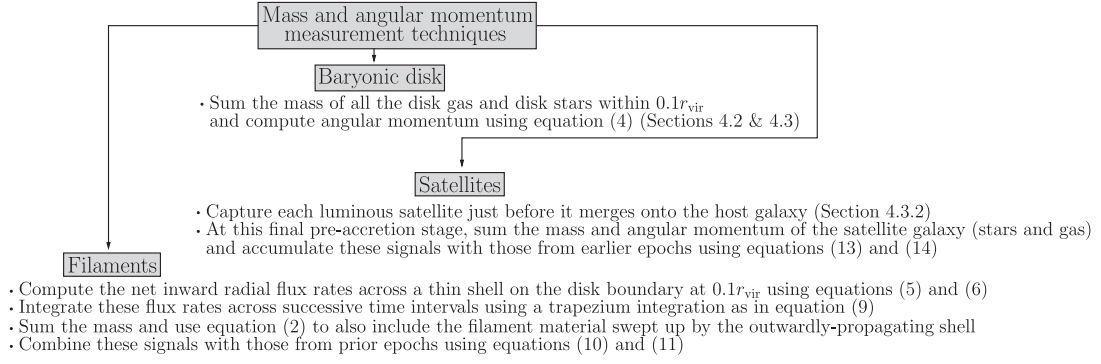 Mass and angular momentum
measurement techniques
Baryonic disk
· Sum the mass of all the disk gas and disk stars within 0.1r_vir
and compute angular momentum using equation (4) (Sections 4.2 & 4.3)
Satellites
· Capture each luminous satellite just before it merges onto the host galaxy (Section 4.3.2)
· At this final pre-accretion stage, sum the mass and angular momentum of the satellite galaxy (stars and gas)
and accumulate these signals with those from earlier epochs using equations (13) and (14)
Filaments
· Compute the net inward radial flux rates across a thin shell on the disk boundary at 0.1r_vir using equations (5) and (6)
· Integrate these flux rates across successive time intervals using a trapezium integration as in equation (9)
· Sum the mass and use equation (2) to also include the filament material swept up by the outwardly-propagating shell
· Combine these signals with those from prior epochs using equations (10) and (11)